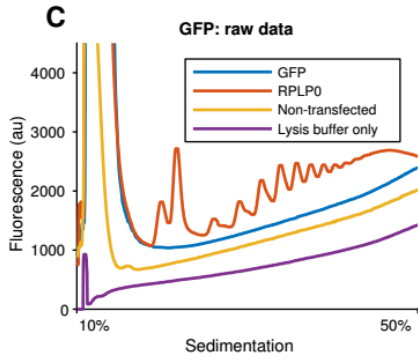 C
GFP: raw data
GFP
RPLP0
Non-transfected
Lysis buffer only
Fluorescence (au)
4000
3000
2000
1000
0
10%
50%
Sedimentation